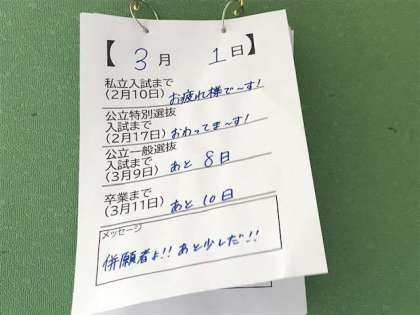 【 3月 1日】
私立入試まで
(2月10日) お疲れ様で〜す!
公立特別選抜
入試まで
(2月17日) おわってま〜す!
公立一般選抜
入試まで
(3月9日) あと 8日
卒業まで
(3月11日) あと 10日
メッセージ
併願者よ!! あと少しだ!!